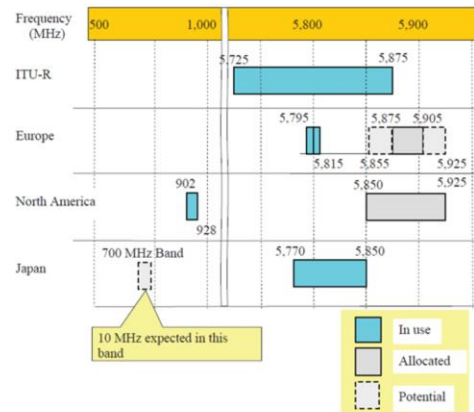 Frequency
(MHz)
500
1,000
5,800
5,900
ITU-R
5,725
5,875
Europe
5,795
5,875
5,905
5,815
5,855
5,925
North America
902
928
5,850
5,925
Japan
700 MHz Band
5,770
5,850
10 MHz expected in this
band
In use
Allocated
Potential